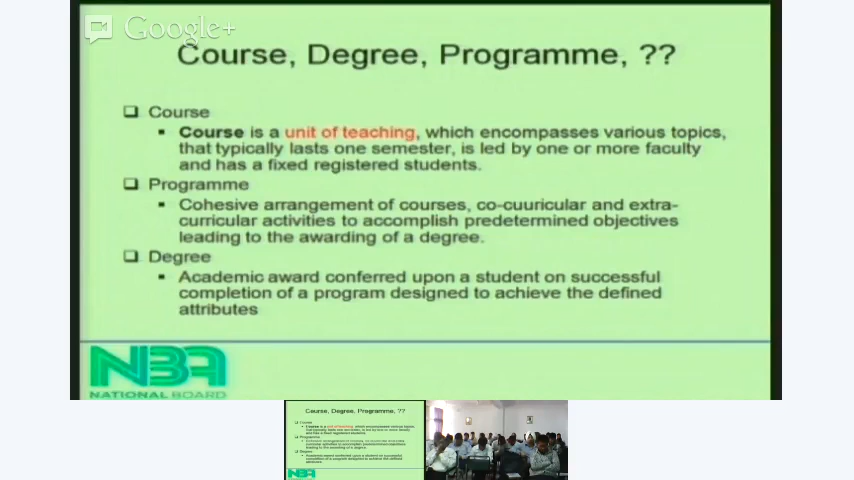 Google+
Course, Degree, Programme, ??
Course
Course is a unit of teaching, which encompasses various topics,
that typically lasts one semester, is led by one or more faculty
and has a fixed registered students.
Programme
Cohesive arrangement of courses, co-cuuricular and extra-
curricular activities to accomplish predetermined objectives
leading to the awarding of a degree.
Degree
Academic award conferred upon a student on successful
completion of a program designed to achieve the defined
attributes
NBA
NATIONAL BOARD
Course, Degree, Programme, ??